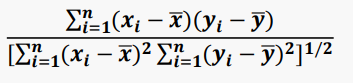 ∑ⁿᵢ₌₁(xᵢ − x̅)(yᵢ − y̅)
[∑ⁿᵢ₌₁(xᵢ − x̅)² ∑ⁿᵢ₌₁(yᵢ − y̅)²]¹/²